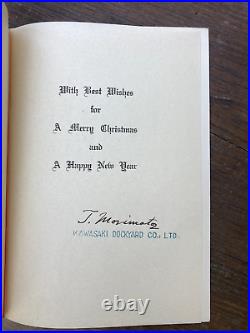 With Best Wishes
for
A Merry Christmas
and
A Happy New Year
T. Morimoto
KAWASAKI DOCKYARD CO., LTD.